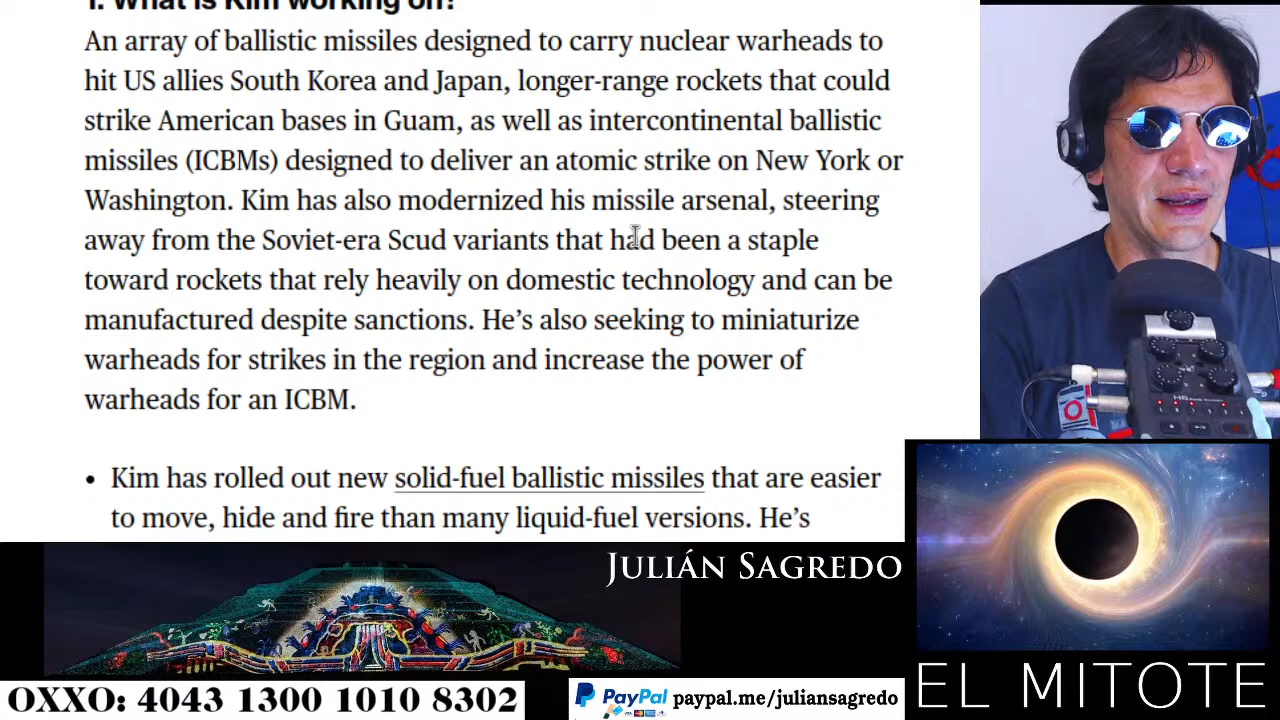 1. What is Kim working on?
An array of ballistic missiles designed to carry nuclear warheads to
hit US allies South Korea and Japan, longer-range rockets that could
strike American bases in Guam, as well as intercontinental ballistic
missiles (ICBMs) designed to deliver an atomic strike on New York or
Washington. Kim has also modernized his missile arsenal, steering
away from the Soviet-era Scud variants that had been a staple
toward rockets that rely heavily on domestic technology and can be
manufactured despite sanctions. He’s also seeking to miniaturize
warheads for strikes in the region and increase the power of
warheads for an ICBM.
• Kim has rolled out new solid-fuel ballistic missiles that are easier
to move, hide and fire than many liquid-fuel versions. He’s
H6
JULIÁN SAGREDO
EL MITOTE
OXXO: 4043 1300 1010 8302
PayPal paypal.me/juliansagredo